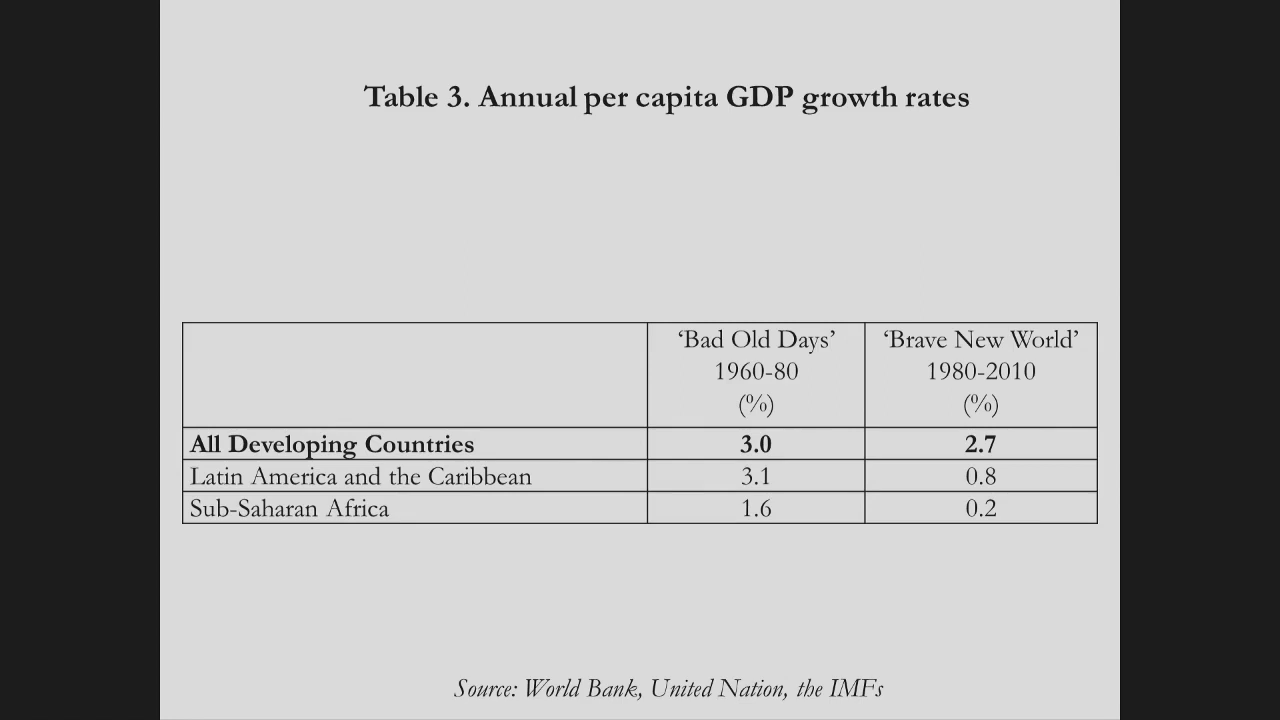 Table 3. Annual per capita GDP growth rates
‘Bad Old Days’ ‘Brave New World’
1960-80 1980-2010
(%) (%)
All Developing Countries 3.0 2.7
Latin America and the Caribbean 3.1 0.8
Sub-Saharan Africa 1.6 0.2
Source: World Bank, United Nation, the IMFs